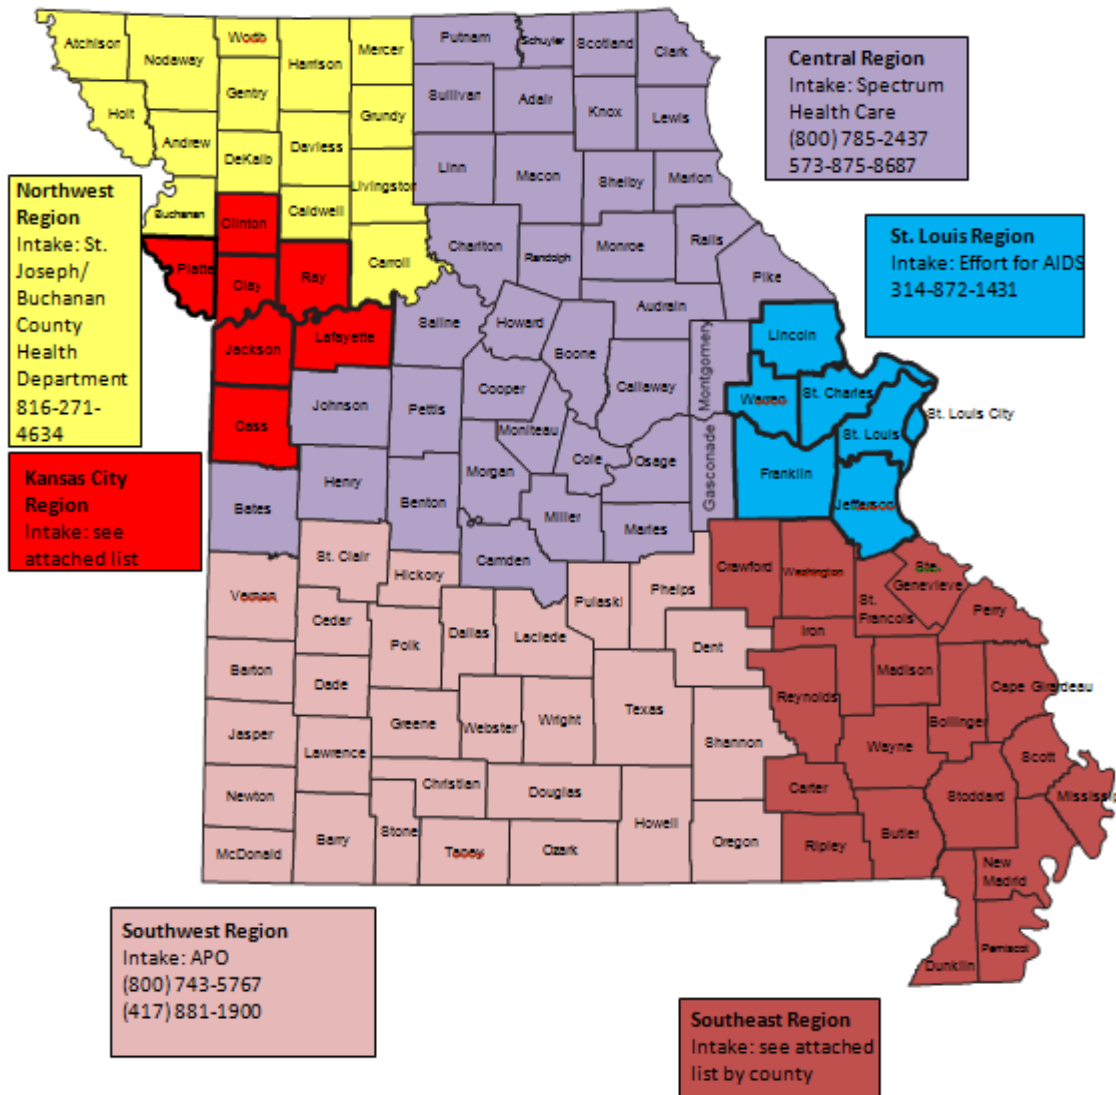 Atchison
Nodaway
Worth
Harrison
Mercer
Putnam
Schuyler
Scotland
Clark
Holt
Gentry
Grundy
Sullivan
Adair
Knox
Lewis
Andrew
DeKalb
Daviess
Livingston
Linn
Macon
Shelby
Marion
Buchanan
Clinton
Caldwell
Carroll
Chariton
Randolph
Monroe
Ralls
Pike
Platte
Clay
Ray
Audrain
Jackson
Lafayette
Saline
Howard
Boone
Callaway
Montgomery
Lincoln
Cass
Johnson
Pettis
Cooper
Moniteau
Cole
Osage
Gasconade
Warren
St. Charles
St. Louis City
St. Louis
Franklin
Jefferson
Bates
Henry
Benton
Morgan
Miller
Maries
Camden
Vernon
St. Clair
Hickory
Pulaski
Phelps
Crawford
Washington
Ste.
Genevieve
St.
Francois
Perry
Cedar
Polk
Dallas
Laclede
Dent
Iron
Madison
Cape Girardeau
Barton
Dade
Greene
Webster
Wright
Texas
Shannon
Reynolds
Wayne
Bollinger
Scott
Jasper
Lawrence
Christian
Douglas
Carter
Stoddard
Mississi
Newton
McDonald
Barry
Stone
Taney
Ozark
Howell
Oregon
Ripley
Butler
New
Madrid
Dunklin
Pemiscot
Central Region
Intake: Spectrum
Health Care
(800) 785-2437
573-875-8687
Northwest
Region
Intake: St.
Joseph/
Buchanan
County
Health
Department
816-271-
4634
St. Louis Region
Intake: Effort for AIDS
314-872-1431
Kansas City
Region
Intake: see
attached list
Southwest Region
Intake: APO
(800) 743-5767
(417) 881-1900
Southeast Region
Intake: see attached
list by county